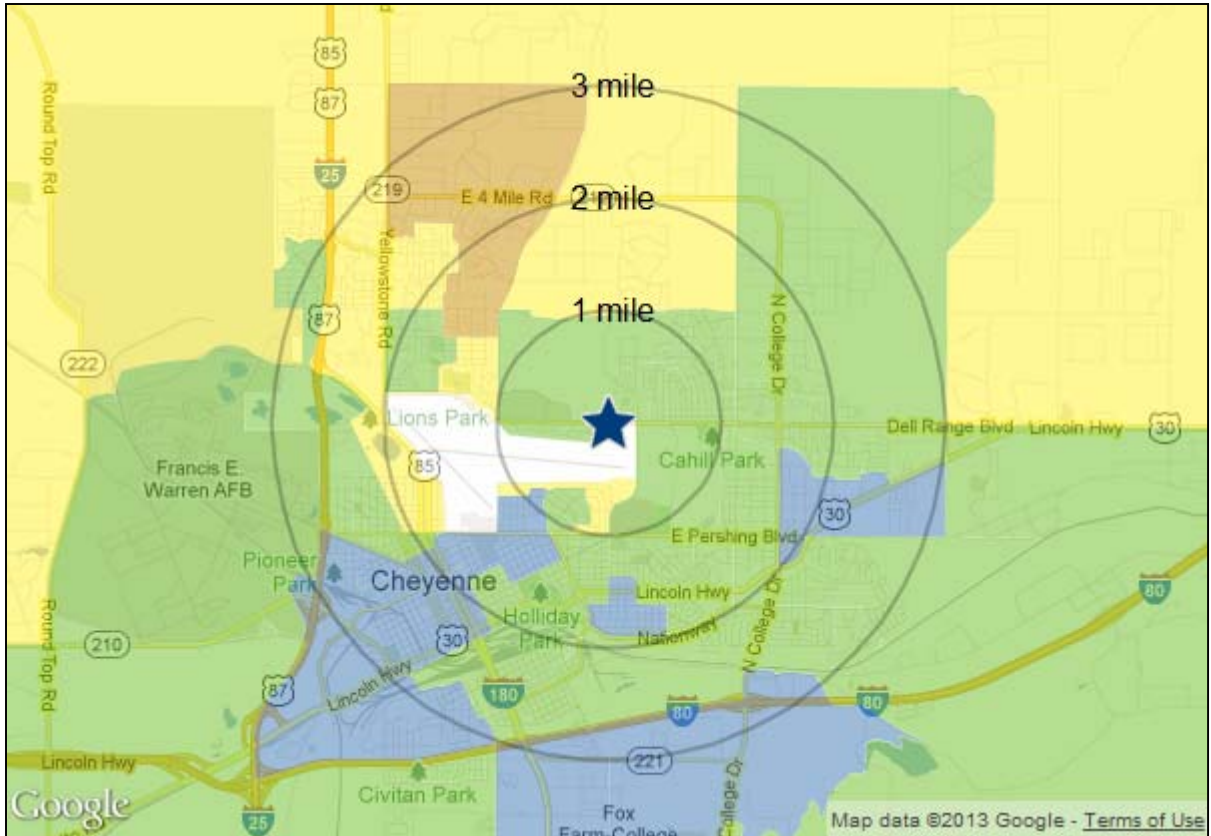 85
87
3 mile
Round Top Rd
25
219
E 4 Mile Rd
2 mile
Yellowstone Rd
87
1 mile
N College Dr
222
Lions Park
Dell Range Blvd
Lincoln Hwy
30
Francis E.
Warren AFB
85
Cahill Park
30
E Pershing Blvd
Pioneer
Park
Cheyenne
Lincoln Hwy
80
Holliday
Park
Round Top Rd
210
30
Nationway
N College Dr
87
Lincoln Hwy
180
80
80
Lincoln Hwy
221
Civitan Park
College Dr
Google
25
Fox
Farm-College
Map data ©2013 Google - Terms of Use